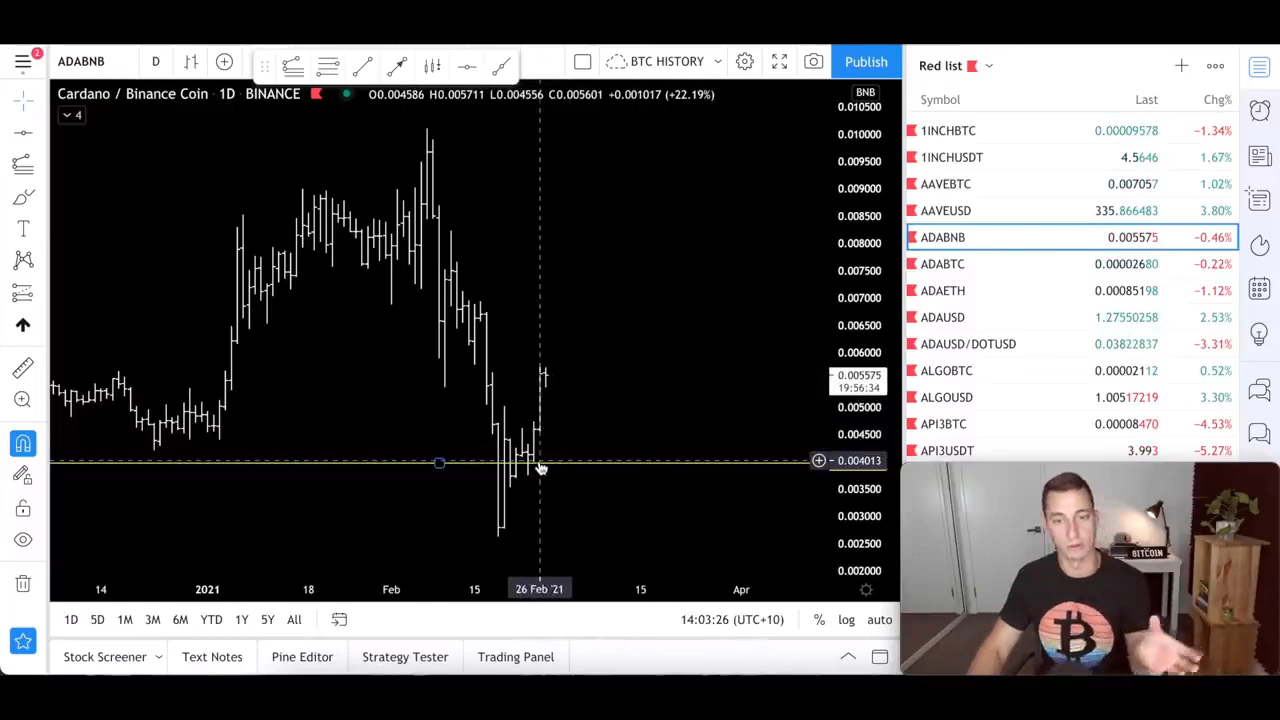 2
ADABNB
D
BTC HISTORY
Publish
Red list
Cardano / Binance Coin · 1D · BINANCE
O0.004586 H0.005711 L0.004556 C0.005601 +0.001017 (+22.19%)
BNB
4
Symbol
Last
Chg%
1INCHBTC 0.00009578 −1.34%
1INCHUSDT 4.5646 1.67%
AAVEBTC 0.007057 1.02%
AAVEUSD 335.866483 3.80%
ADABNB 0.005575 −0.46%
ADABTC 0.00002680 −0.22%
ADAETH 0.00085198 −1.12%
ADAUSD 1.27550258 2.53%
ADAUSD/DOTUSD 0.03822837 −3.31%
ALGOBTC 0.00002112 0.52%
ALGOUSD 1.00517219 3.30%
API3BTC 0.00008470 −4.53%
API3USDT 3.993 −5.27%
0.010500
0.010000
0.009500
0.009000
0.008500
0.008000
0.007500
0.007000
0.006500
0.006000
0.005575
19:56:34
0.005000
0.004500
0.004013
0.003500
0.003000
0.002500
0.002000
14
2021
18
Feb
15
26 Feb '21
15
Apr
1D 5D 1M 3M 6M YTD 1Y 5Y All
14:03:26 (UTC+10)
%
log
auto
Stock Screener
Text Notes
Pine Editor
Strategy Tester
Trading Panel
BITCOIN